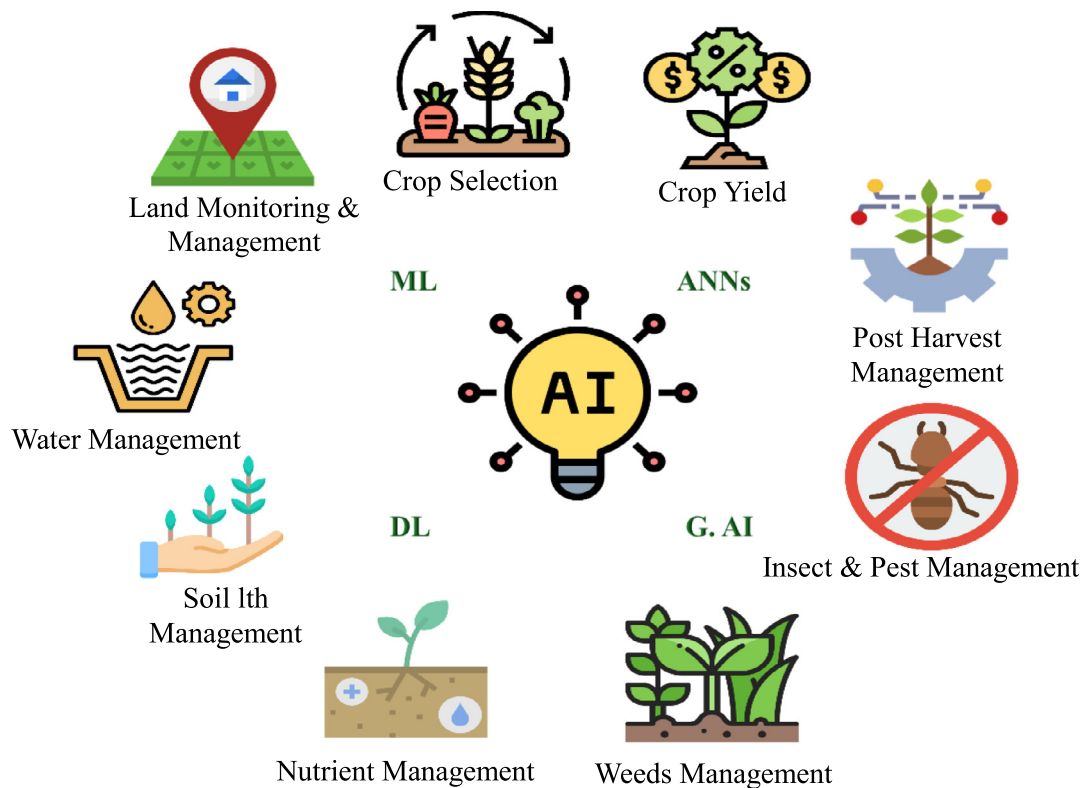 Crop Selection
Crop Yield
Land Monitoring &
Management
ML
ANNs
Post Harvest
Management
AI
Water Management
DL
G. AI
Insect & Pest Management
Soil lth
Management
Nutrient Management
Weeds Management
%
$
$